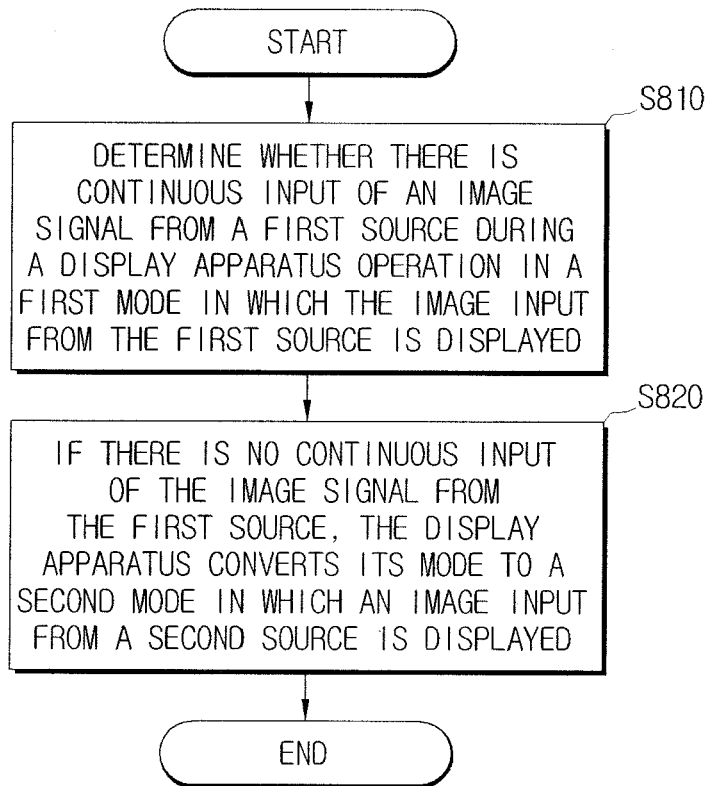 START
S810
DETERMINE WHETHER THERE IS
CONTINUOUS INPUT OF AN IMAGE
SIGNAL FROM A FIRST SOURCE DURING
A DISPLAY APPARATUS OPERATION IN A
FIRST MODE IN WHICH THE IMAGE INPUT
FROM THE FIRST SOURCE IS DISPLAYED
S820
IF THERE IS NO CONTINUOUS INPUT
OF THE IMAGE SIGNAL FROM
THE FIRST SOURCE, THE DISPLAY
APPARATUS CONVERTS ITS MODE TO A
SECOND MODE IN WHICH AN IMAGE INPUT
FROM A SECOND SOURCE IS DISPLAYED
END